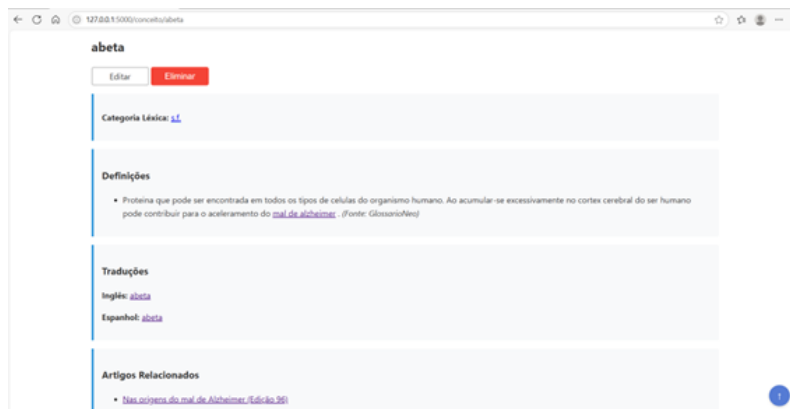 127.0.0.1:5000/conceito/abeta
abeta
Editar Eliminar
Categoria Léxica: s.f.
Definições
• Proteina que pode ser encontrada em todos os tipos de celulas do organismo humano. Ao acumular-se excessivamente no cortex cerebral do ser humano
pode contribuir para o aceleramento do mal de alzheimer . (Fonte: GlossarioNeo)
Traduções
Inglês: abeta
Espanhol: abeta
Artigos Relacionados
• Nas origens do mal de Alzheimer (Edição 96)